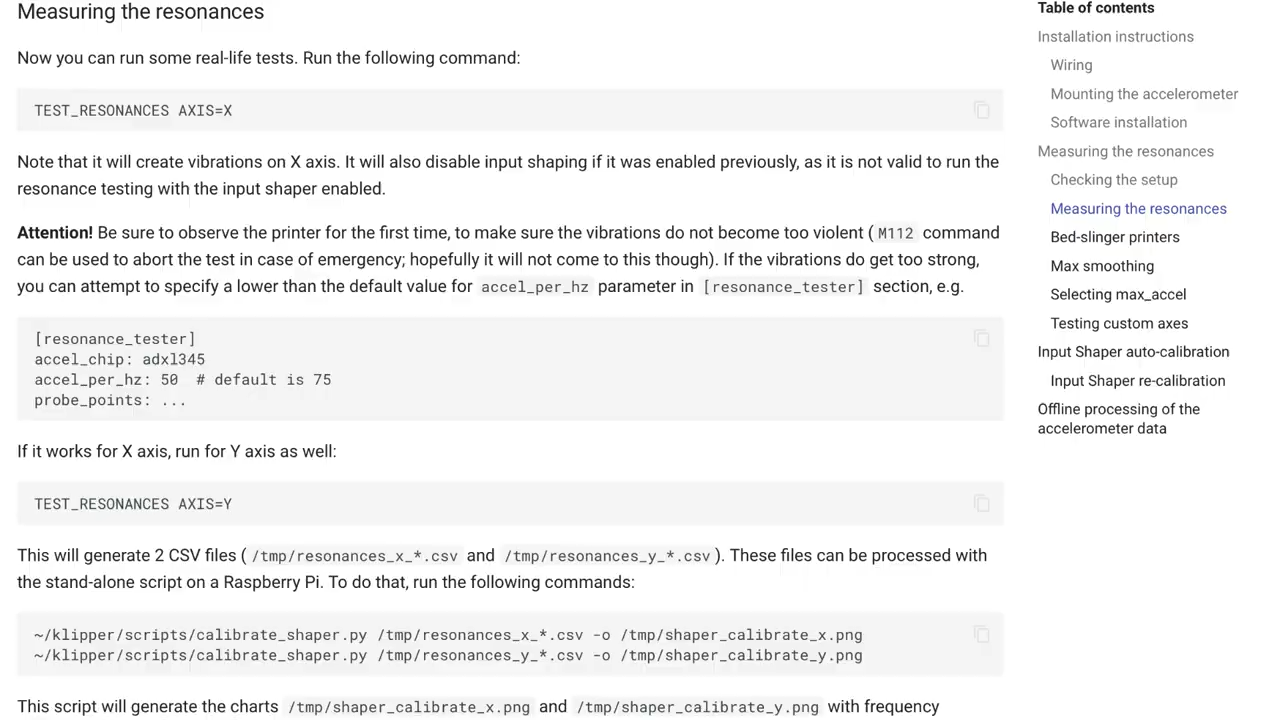 Measuring the resonances
Now you can run some real-life tests. Run the following command:
TEST_RESONANCES AXIS=X
Note that it will create vibrations on X axis. It will also disable input shaping if it was enabled previously, as it is not valid to run the
resonance testing with the input shaper enabled.
Attention! Be sure to observe the printer for the first time, to make sure the vibrations do not become too violent ( M112 command
can be used to abort the test in case of emergency; hopefully it will not come to this though). If the vibrations do get too strong,
you can attempt to specify a lower than the default value for accel_per_hz parameter in [resonance_tester] section, e.g.
[resonance_tester]
accel_chip: adxl345
accel_per_hz: 50  # default is 75
probe_points: ...
If it works for X axis, run for Y axis as well:
TEST_RESONANCES AXIS=Y
This will generate 2 CSV files ( /tmp/resonances_x_*.csv and /tmp/resonances_y_*.csv ). These files can be processed with
the stand-alone script on a Raspberry Pi. To do that, run the following commands:
~/klipper/scripts/calibrate_shaper.py /tmp/resonances_x_*.csv -o /tmp/shaper_calibrate_x.png
~/klipper/scripts/calibrate_shaper.py /tmp/resonances_y_*.csv -o /tmp/shaper_calibrate_y.png
This script will generate the charts /tmp/shaper_calibrate_x.png and /tmp/shaper_calibrate_y.png with frequency
Table of contents
Installation instructions
Wiring
Mounting the accelerometer
Software installation
Measuring the resonances
Checking the setup
Measuring the resonances
Bed-slinger printers
Max smoothing
Selecting max_accel
Testing custom axes
Input Shaper auto-calibration
Input Shaper re-calibration
Offline processing of the
accelerometer data